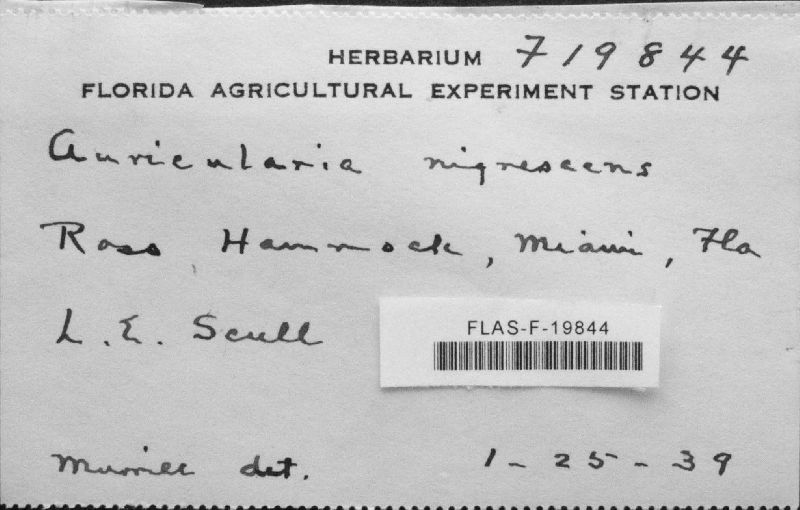 HERBARIUM F19844
FLORIDA AGRICULTURAL EXPERIMENT STATION
Auricularia nigrescens
Ross Hammock, Miami, Fla
L. E. Scull
FLAS-F-19844
Murrill det. 1-25-39